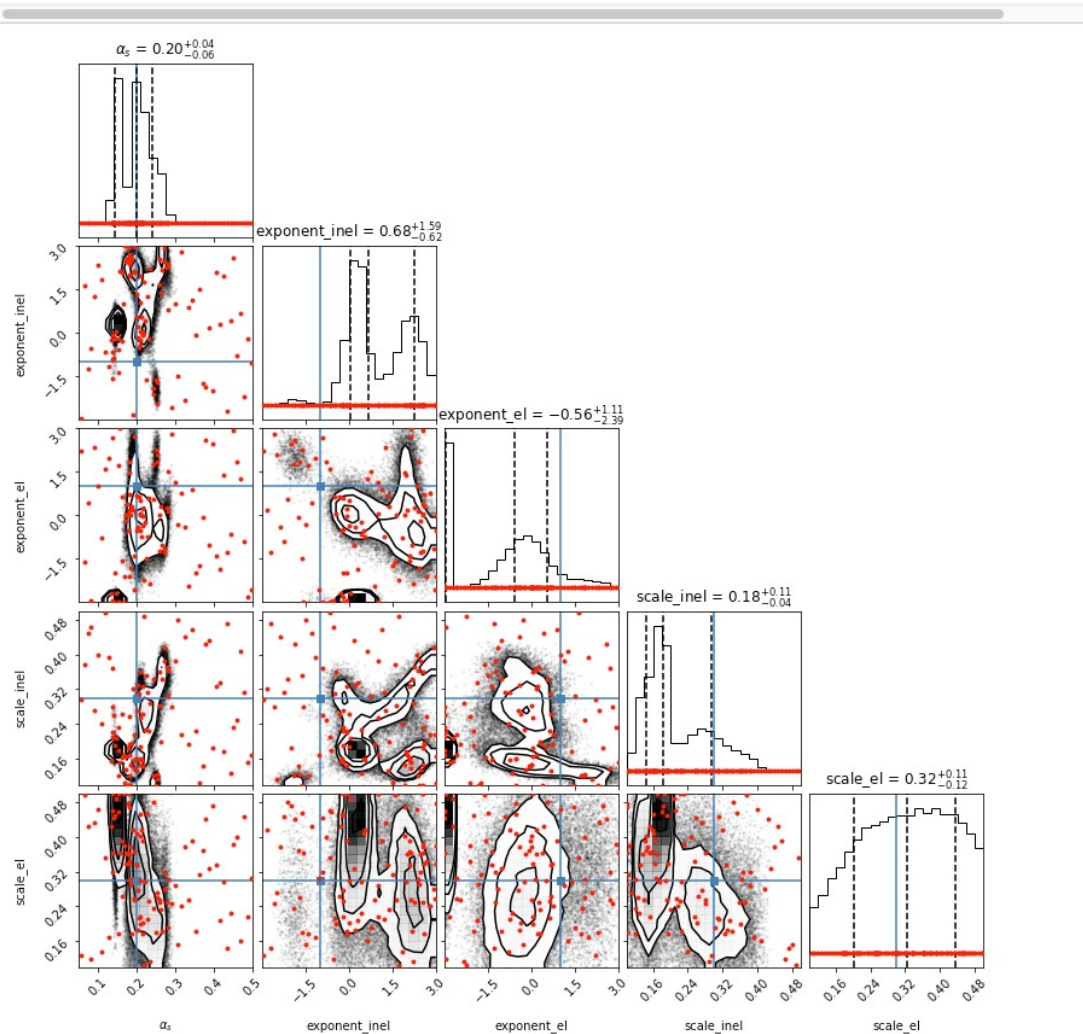 α_s = 0.20^{+0.04}_{-0.06}
exponent_inel = 0.68^{+1.59}_{-0.62}
3.0
1.5
0.0
−1.5
exponent_inel
exponent_el = −0.56^{+1.11}_{-2.39}
3.0
1.5
0.0
−1.5
exponent_el
scale_inel = 0.18^{+0.11}_{-0.04}
0.48
0.40
0.32
0.24
0.16
scale_inel
scale_el = 0.32^{+0.11}_{-0.12}
0.48
0.40
0.32
0.24
0.16
scale_el
0.1 0.2 0.3 0.4 0.5 −1.5 0.0 1.5 3.0 −1.5 0.0 1.5 3.0 0.16 0.24 0.32 0.40 0.48 0.16 0.24 0.32 0.40 0.48
α_s exponent_inel exponent_el scale_inel scale_el